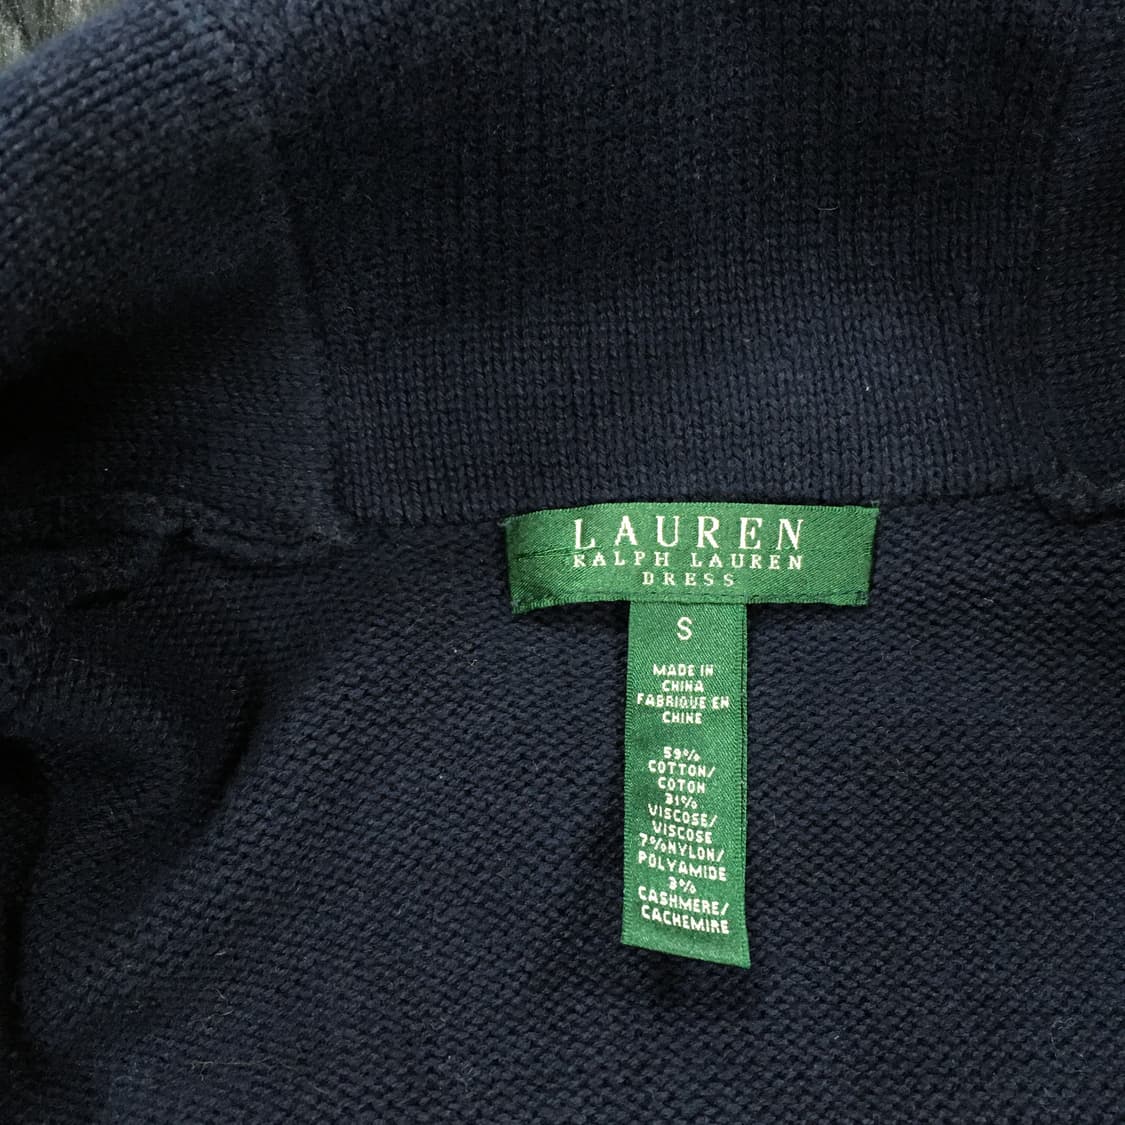 LAUREN
RALPH LAUREN
DRESS
S
MADE IN
CHINA
FABRIQUE EN
CHINE
59%
COTTON/
COTON
31%
VISCOSE/
VISCOSE
7%NYLON/
POLYAMIDE
3%
CASHMERE/
CACHEMIRE